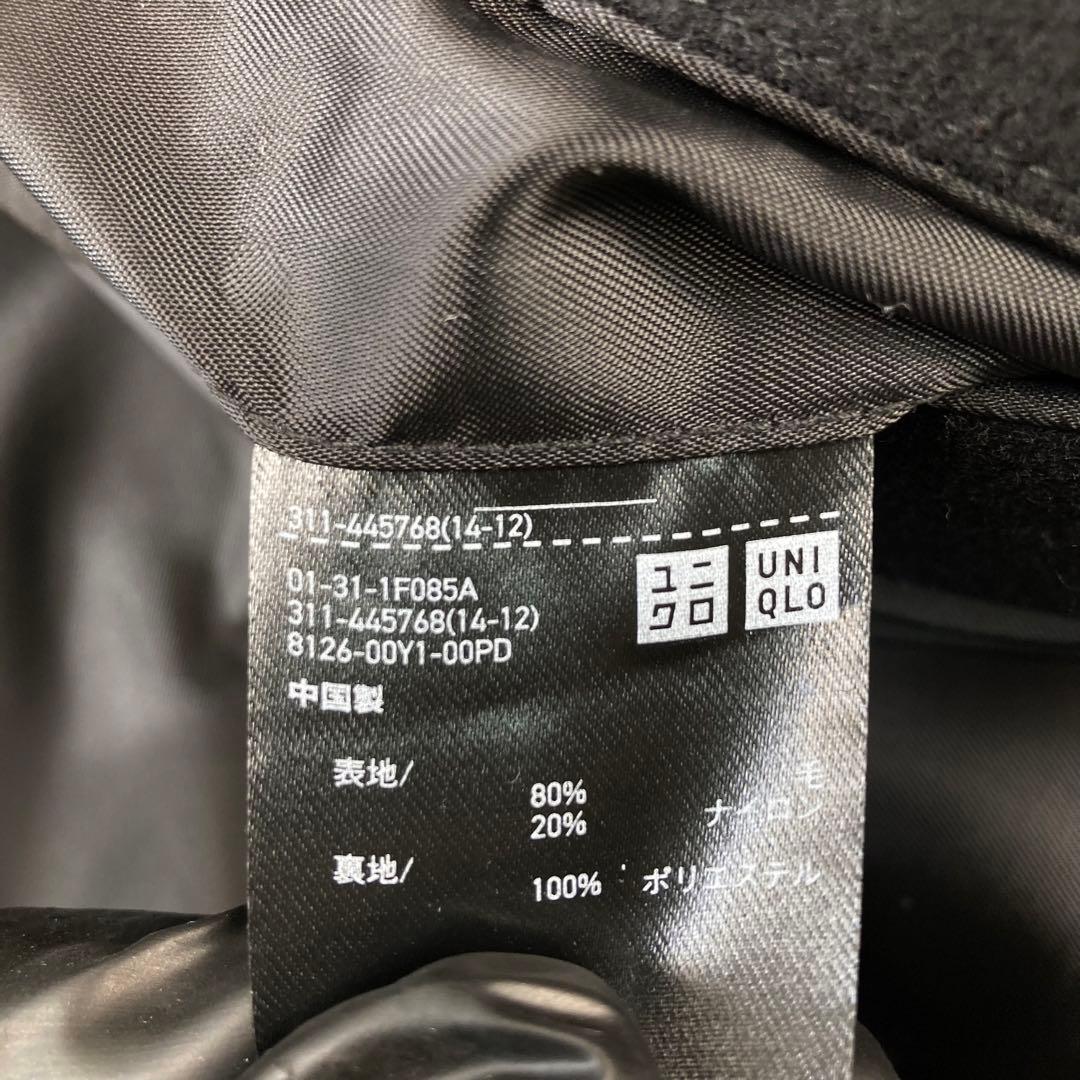 311-445768(14-12)
01-31-1F085A
311-445768(14-12)
8126-00Y1-00PD
中国製
ユニ
クロ
UNI
QLO
表地/
80% 毛
20% ナイロン
裏地/
100% ポリエステル